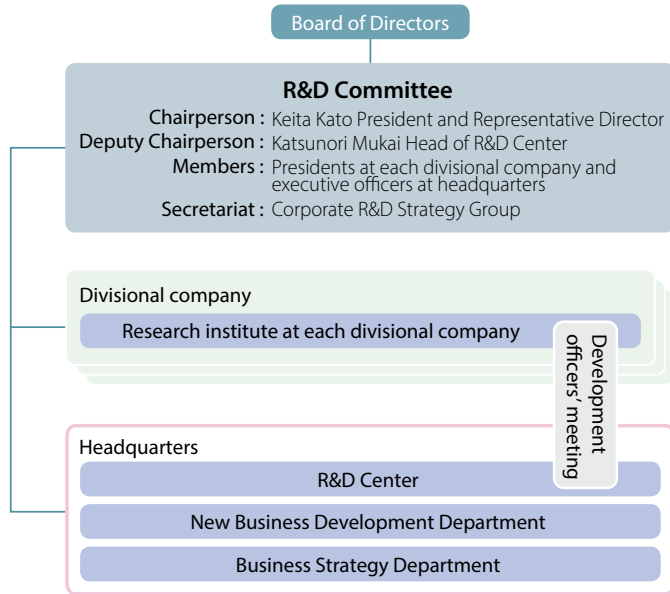 Board of Directors
R&D Committee
Chairperson : Keita Kato President and Representative Director
Deputy Chairperson : Katsunori Mukai Head of R&D Center
Members : Presidents at each divisional company and
executive officers at headquarters
Secretariat : Corporate R&D Strategy Group
Divisional company
Research institute at each divisional company
Development
officers' meeting
Headquarters
R&D Center
New Business Development Department
Business Strategy Department